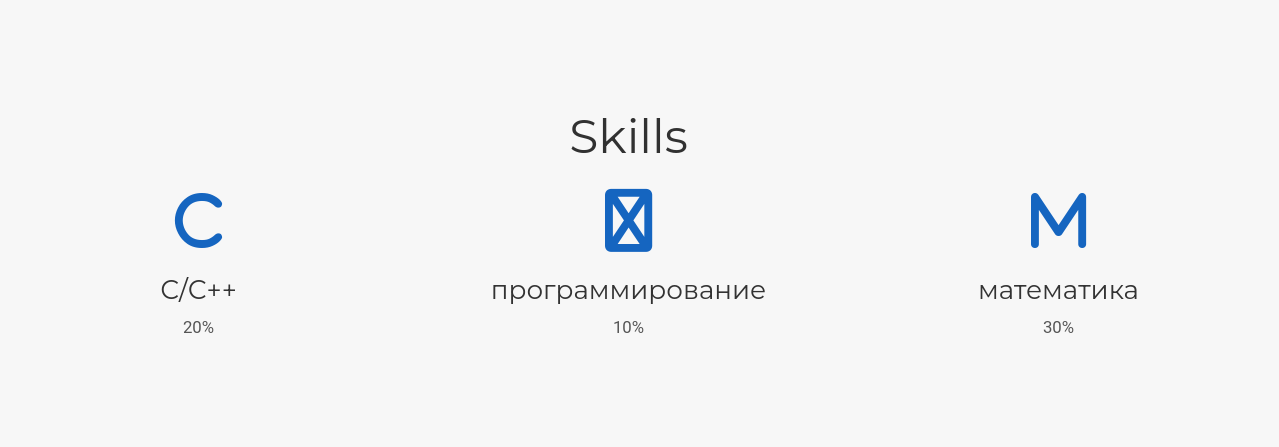 Skills
C
M
C/C++
программирование
математика
20%
10%
30%